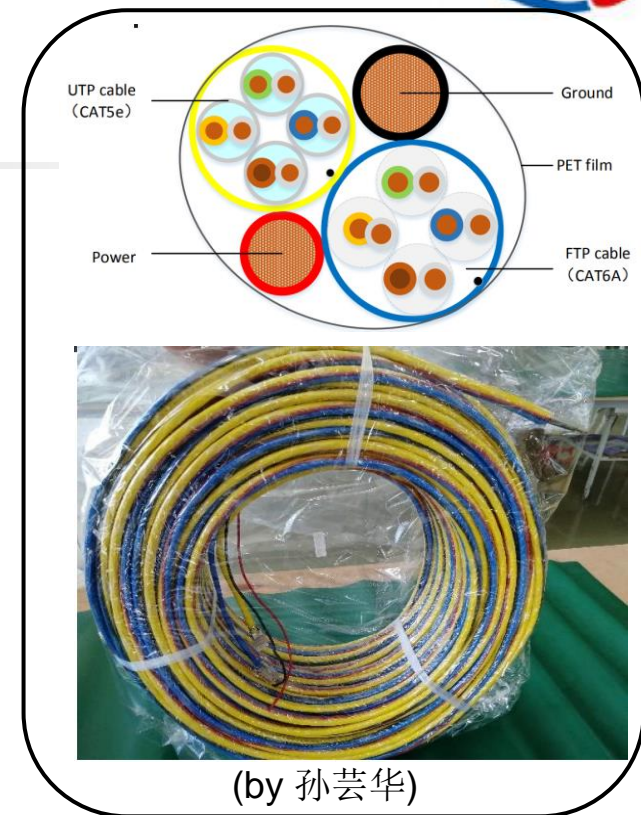 UTP cable
（CAT5e）
Ground
PET film
Power
FTP cable
（CAT6A）
(by 孙芸华)